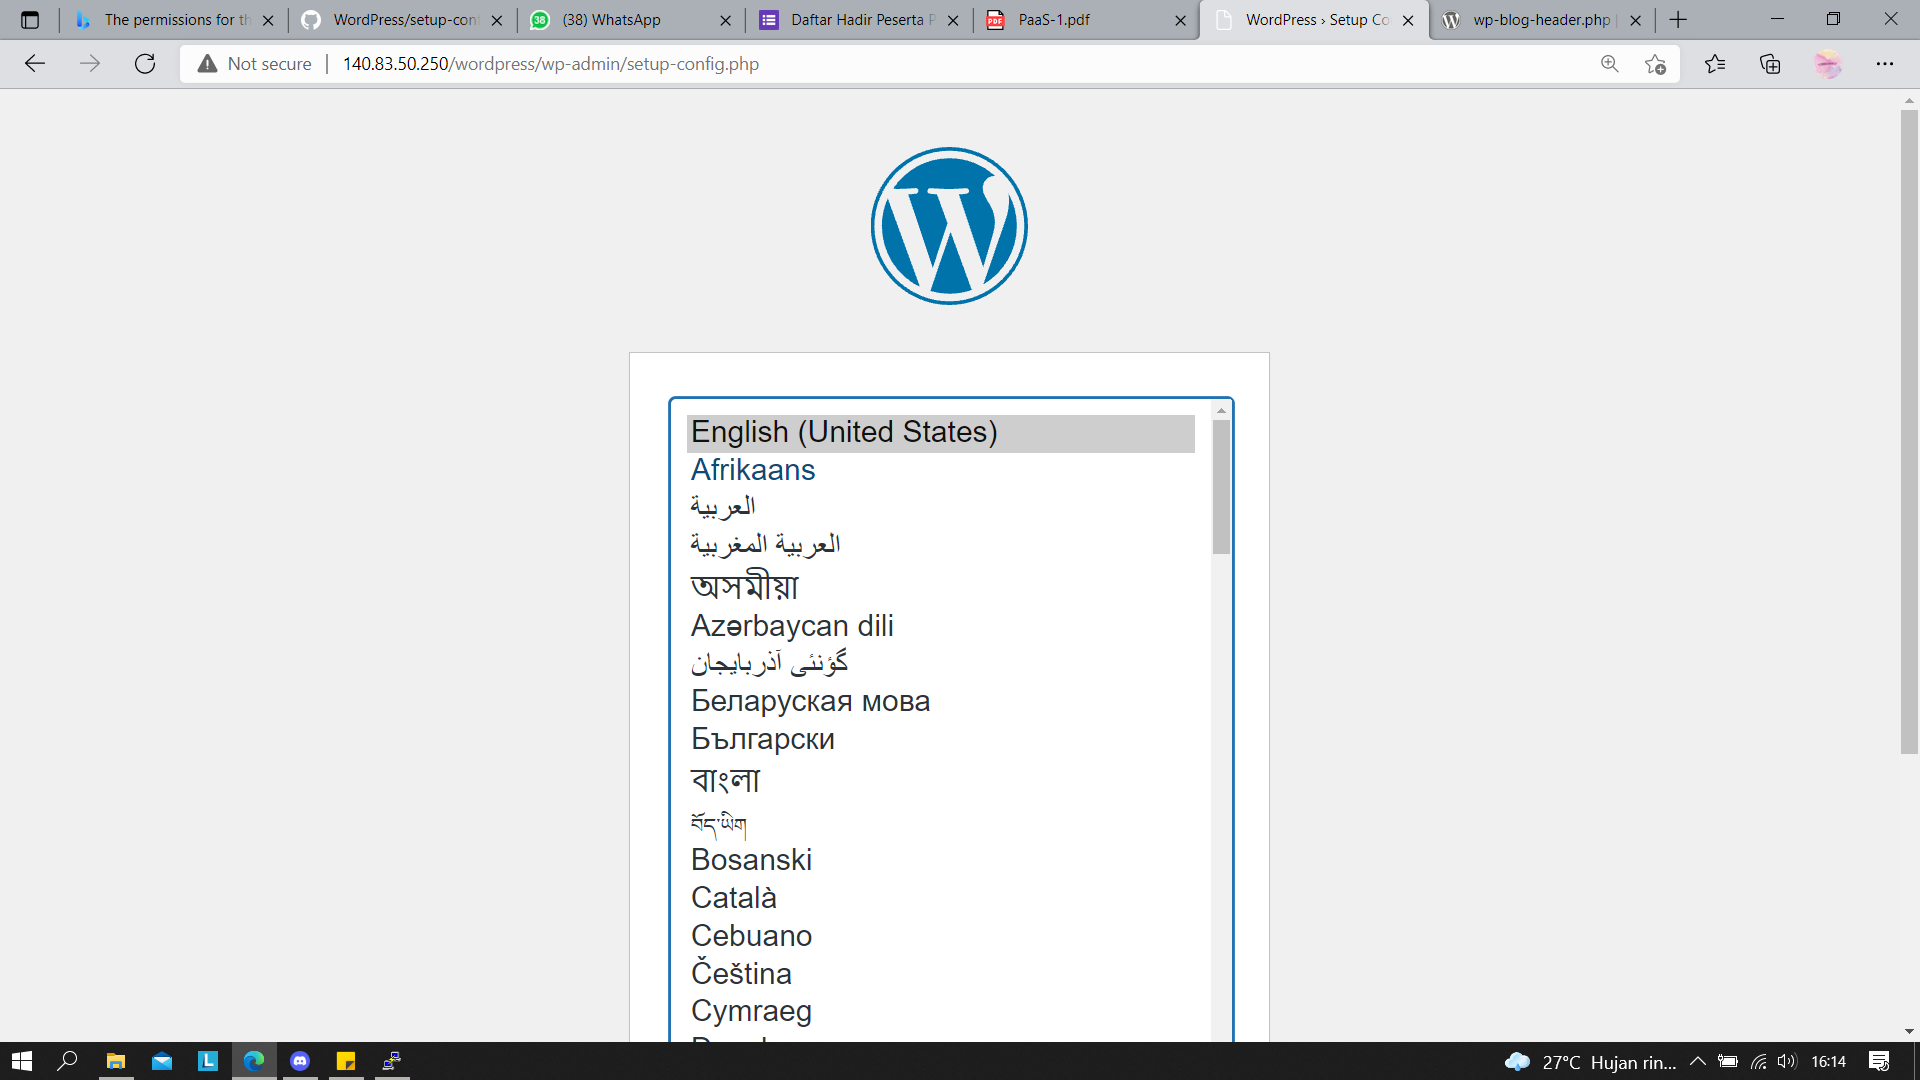 The permissions for th
WordPress/setup-conf
(38) WhatsApp
Daftar Hadir Peserta P
PaaS-1.pdf
WordPress › Setup Co
wp-blog-header.php |
Not secure
140.83.50.250/wordpress/wp-admin/setup-config.php
English (United States)
Afrikaans
العربية
العربية المغربية
অসমীয়া
Azərbaycan dili
گؤنئی آذربایجان
Беларуская мова
Български
বাংলা
བོད་ཡིག
Bosanski
Català
Cebuano
Čeština
Cymraeg
27°C Hujan rin...
16:14